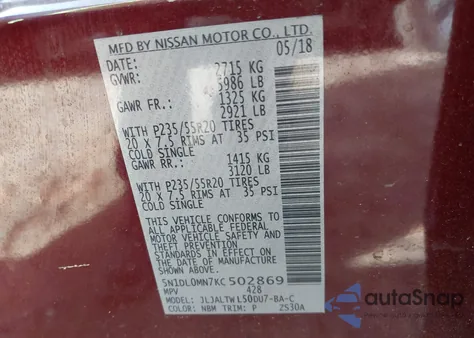 MFD BY NISSAN MOTOR CO., LTD.
05/18
GVWR: 2715 KG
5986 LB
GAWR FR.: 1325 KG
2921 LB
WITH P235/55R20 TIRES
20 X 7.5 RIMS AT 35 PSI
COLD SINGLE
GAWR RR.: 1415 KG
3120 LB
WITH P235/55R20 TIRES
20 X 7.5 RIMS AT 35 PSI
COLD SINGLE
THIS VEHICLE CONFORMS TO
ALL APPLICABLE FEDERAL
MOTOR VEHICLE SAFETY AND
THEFT PREVENTION
STANDARDS IN EFFECT ON
THE DATE OF MANUFACTURE
SHOWN ABOVE.
5N1DL0MN7KC502869
MPV 428
MODEL: JLJALTWL50DU7-BA-C
COLOR: NBM TRIM: P 2S30A
autoSnap